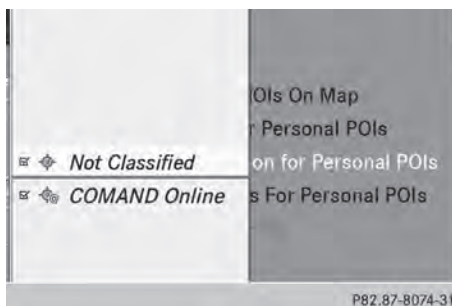 OIs On Map
r Personal POIs
Not Classified on for Personal POIs
COMAND Online s For Personal POIs
P82.87-8074-31